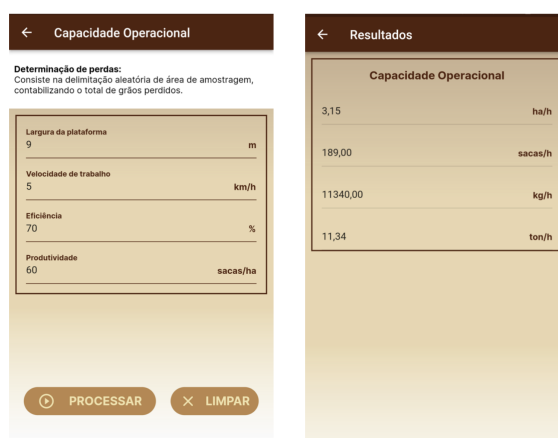 Capacidade Operacional
Determinação de perdas:
Consiste na delimitação aleatória de área de amostragem,
contabilizando o total de grãos perdidos.
Largura da plataforma
9 m
Velocidade de trabalho
5 km/h
Eficiência
70 %
Produtividade
60 sacas/ha
PROCESSAR LIMPAR
Resultados
Capacidade Operacional
3,15 ha/h
189,00 sacas/h
11340,00 kg/h
11,34 ton/h